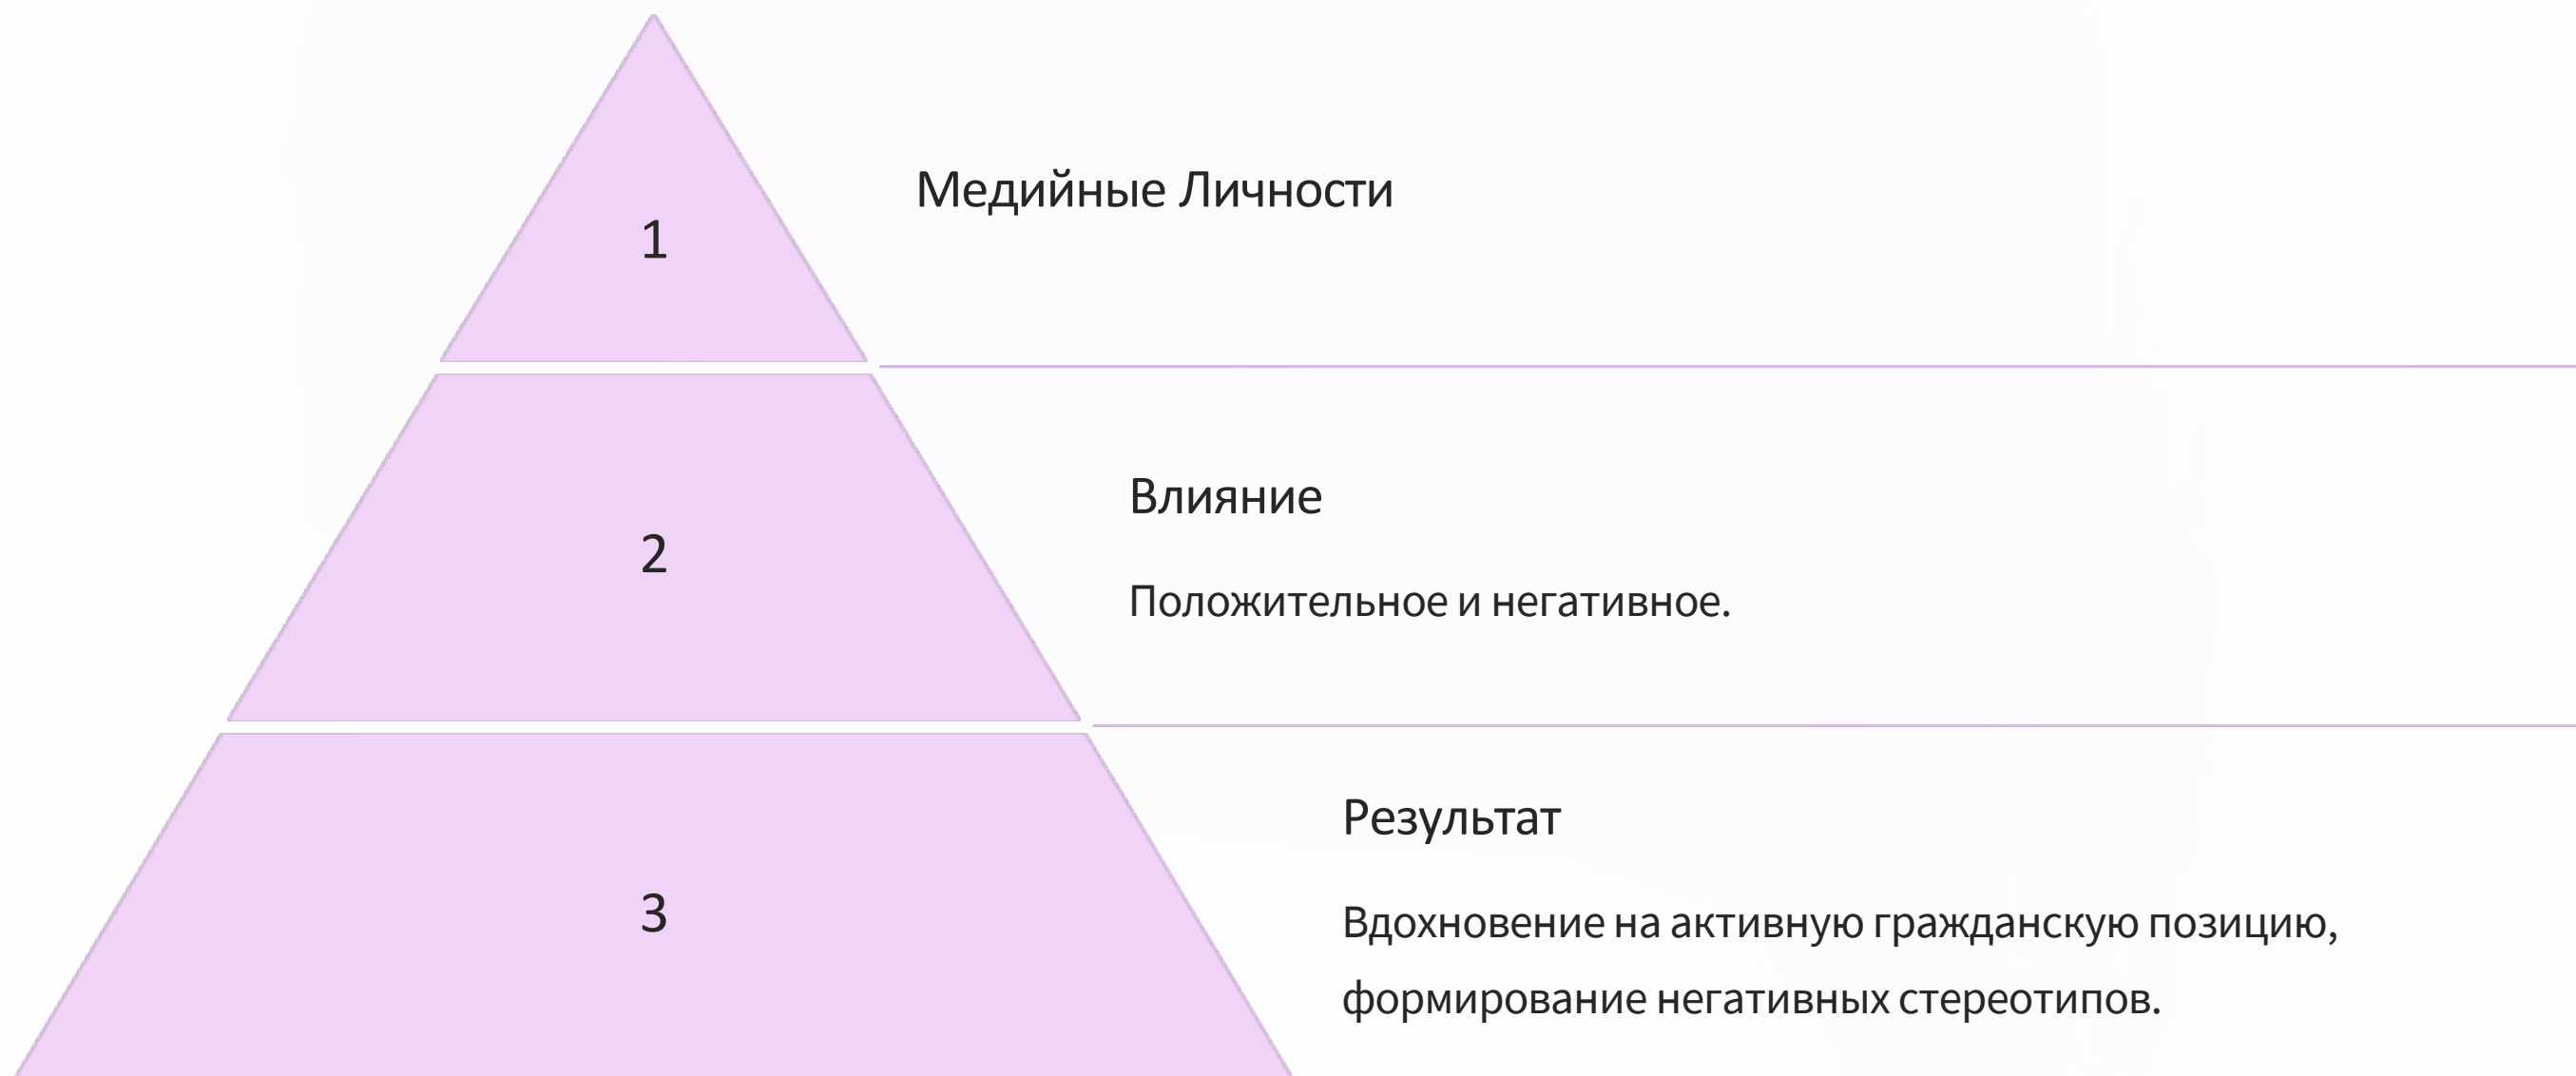 1
Медийные Личности
2
Влияние
Положительное и негативное.
3
Результат
Вдохновение на активную гражданскую позицию,
формирование негативных стереотипов.